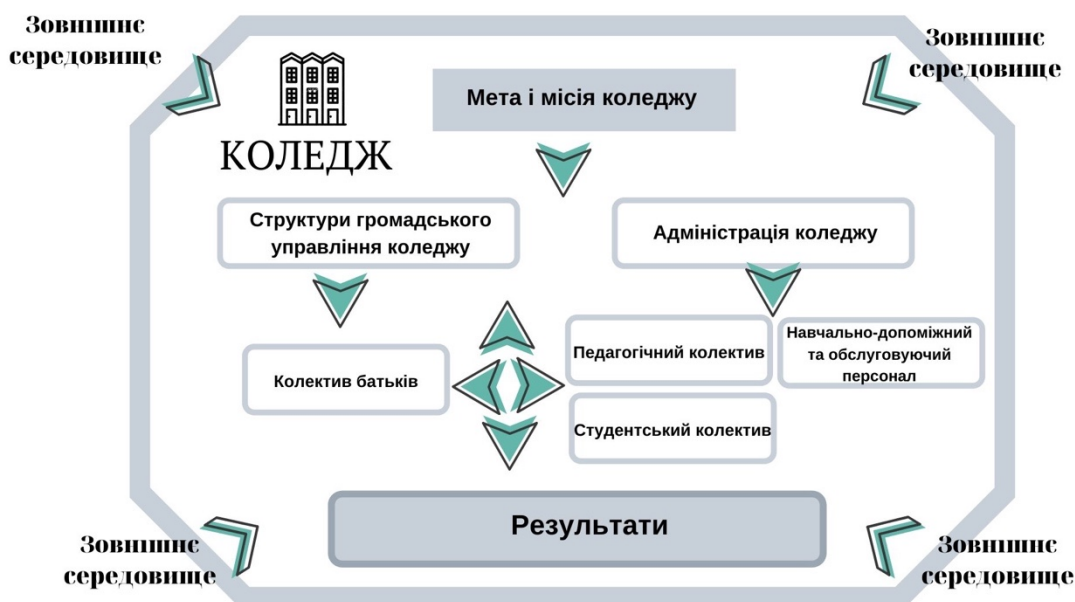 Зовнішнє
середовище
Зовнішнє
середовище
Мета і місія коледжу
КОЛЕДЖ
Структури громадського
управління коледжу
Адміністрація коледжу
Навчально-допоміжний
та обслуговуючий
персонал
Педагогічний колектив
Колектив батьків
Студентський колектив
Результати
Зовнішнє
середовище
Зовнішнє
середовище